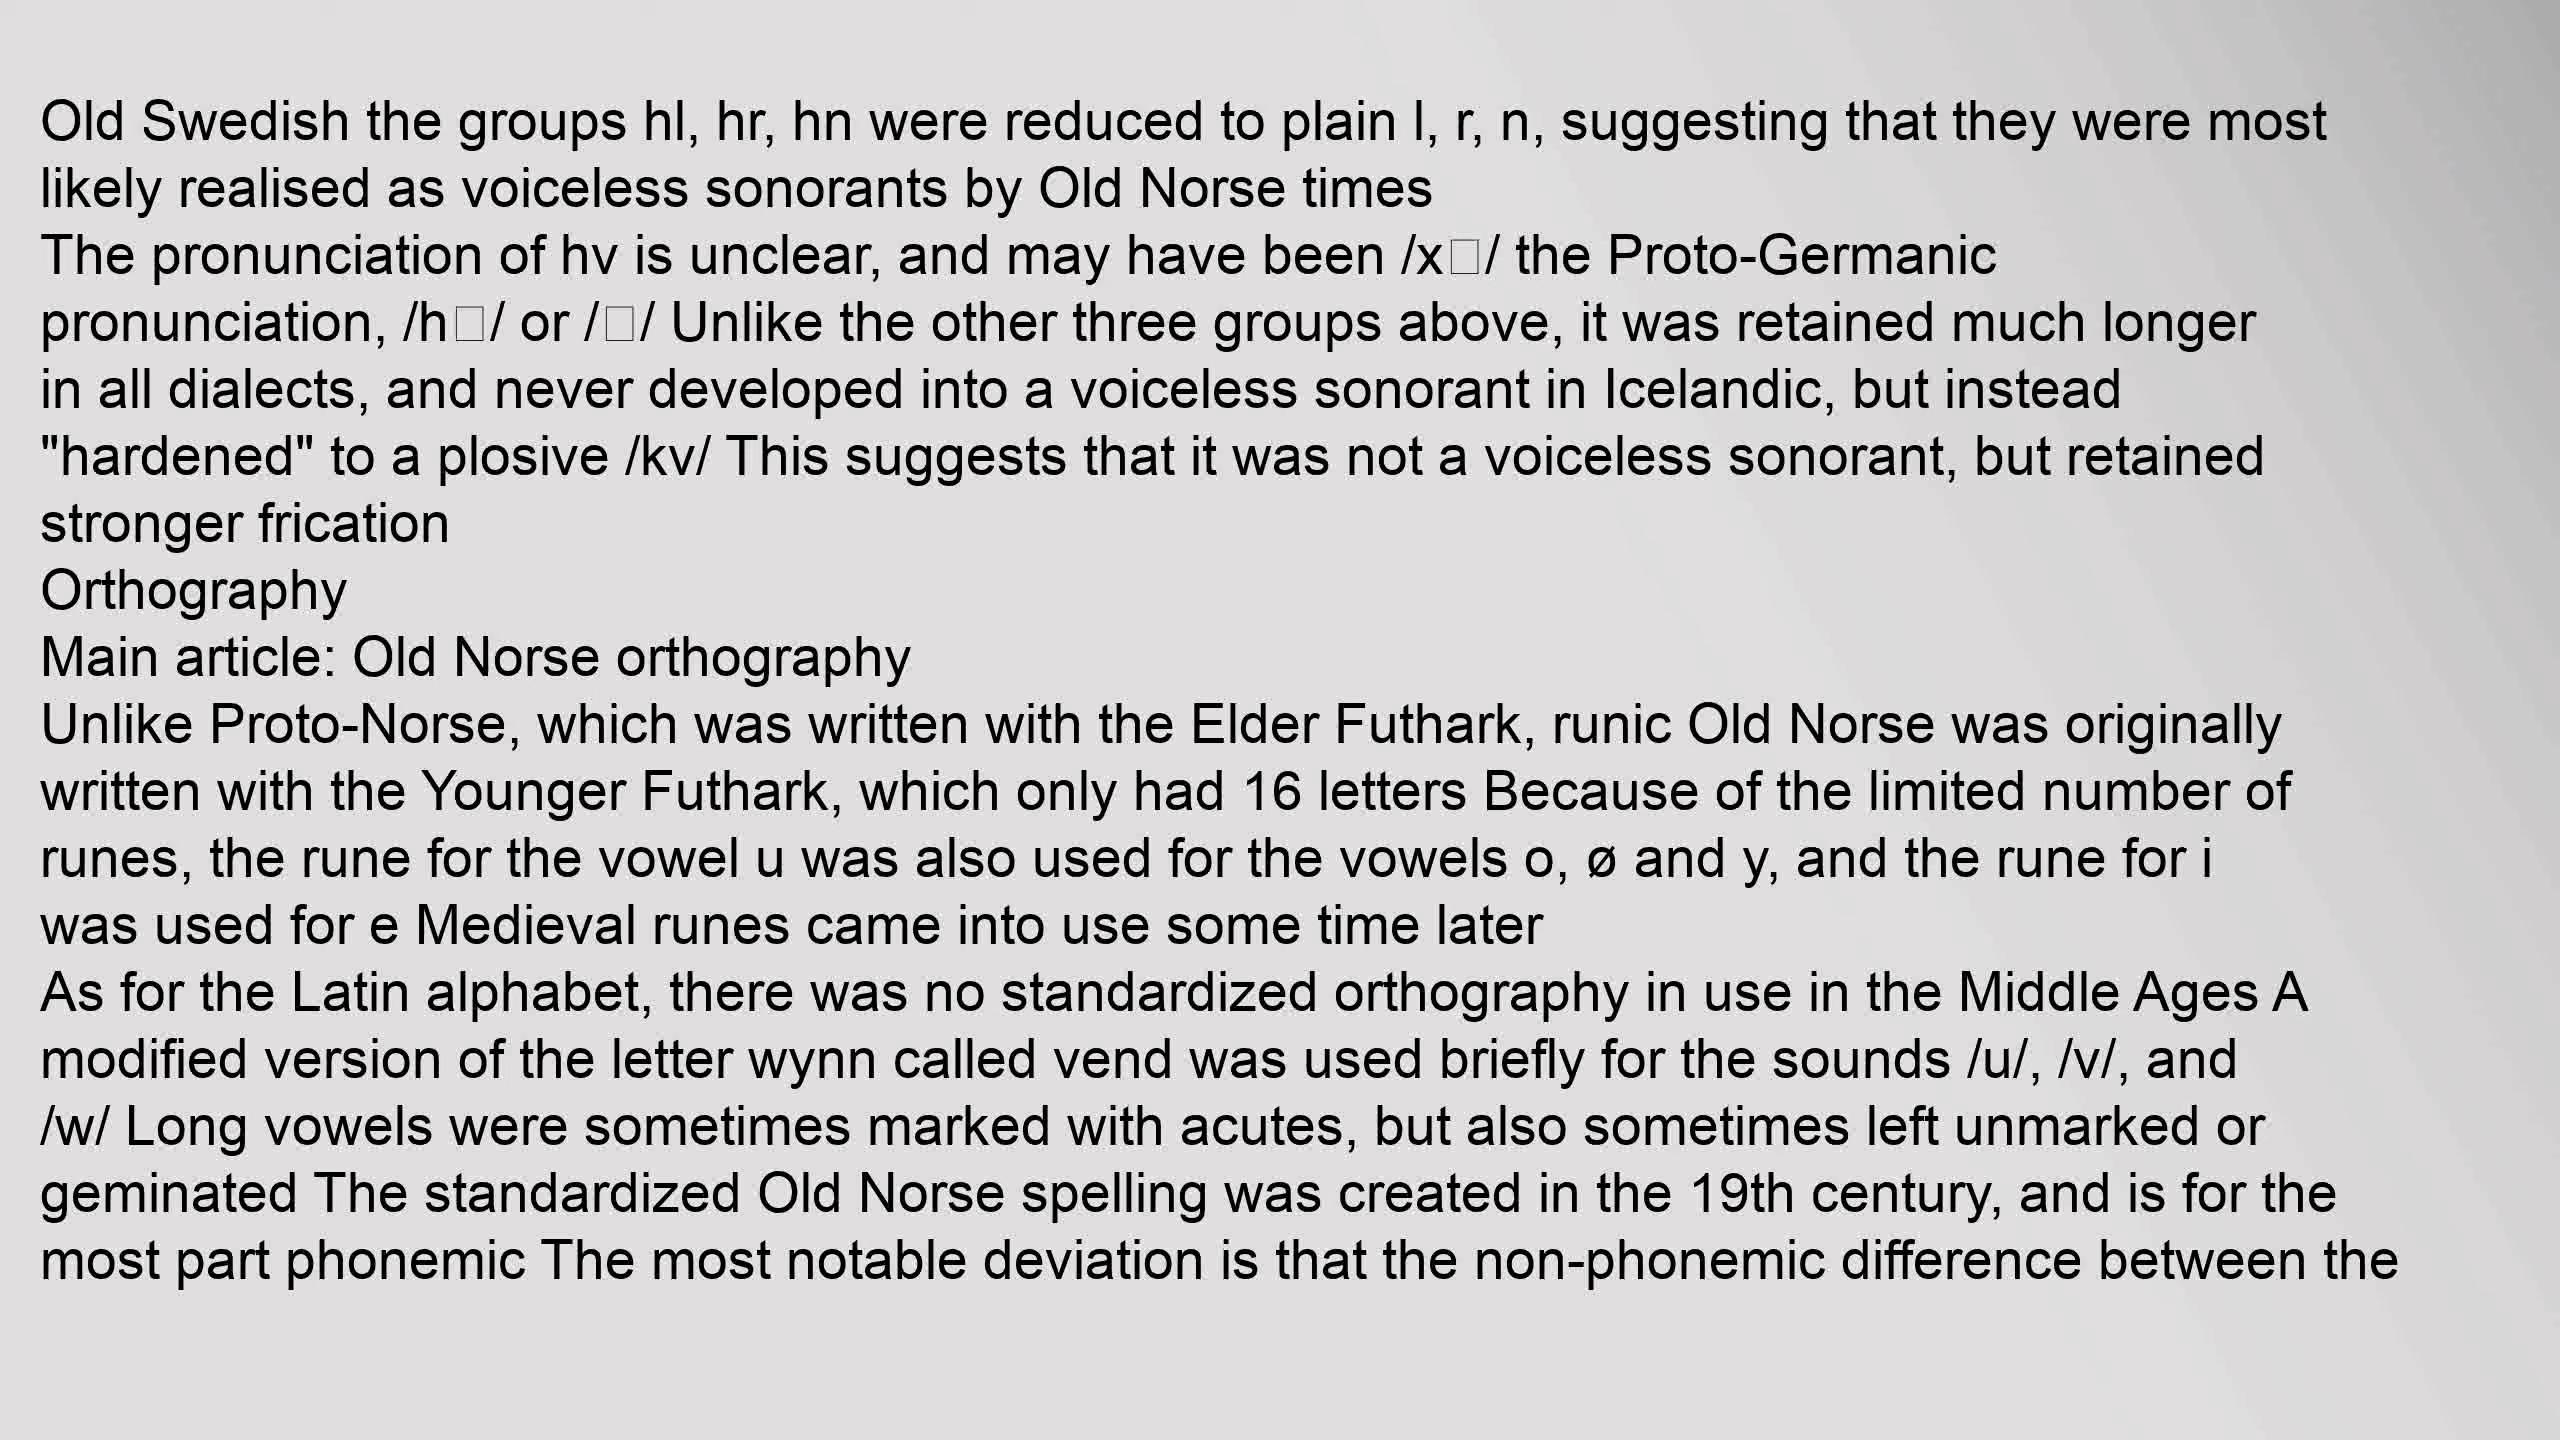 Old Swedish the groups hl, hr, hn were reduced to plain l, r, n, suggesting that they were most
likely realised as voiceless sonorants by Old Norse times
The pronunciation of hv is unclear, and may have been /x□/ the Proto-Germanic
pronunciation, /h□/ or /□/ Unlike the other three groups above, it was retained much longer
in all dialects, and never developed into a voiceless sonorant in Icelandic, but instead
"hardened" to a plosive /kv/ This suggests that it was not a voiceless sonorant, but retained
stronger frication
Orthography
Main article: Old Norse orthography
Unlike Proto-Norse, which was written with the Elder Futhark, runic Old Norse was originally
written with the Younger Futhark, which only had 16 letters Because of the limited number of
runes, the rune for the vowel u was also used for the vowels o, ø and y, and the rune for i
was used for e Medieval runes came into use some time later
As for the Latin alphabet, there was no standardized orthography in use in the Middle Ages A
modified version of the letter wynn called vend was used briefly for the sounds /u/, /v/, and
/w/ Long vowels were sometimes marked with acutes, but also sometimes left unmarked or
geminated The standardized Old Norse spelling was created in the 19th century, and is for the
most part phonemic The most notable deviation is that the non-phonemic difference between the